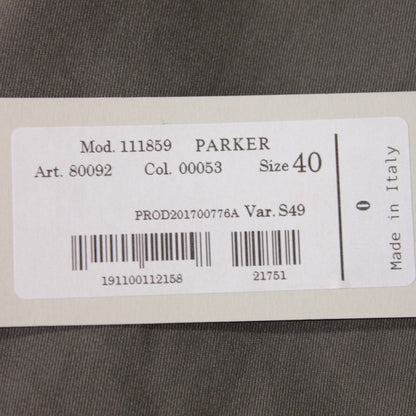 Mod. 111859 PARKER
Art. 80092 Col. 00053 Size 40
PROD201700776A Var. S49
191100112158 21751
0
Made in Italy